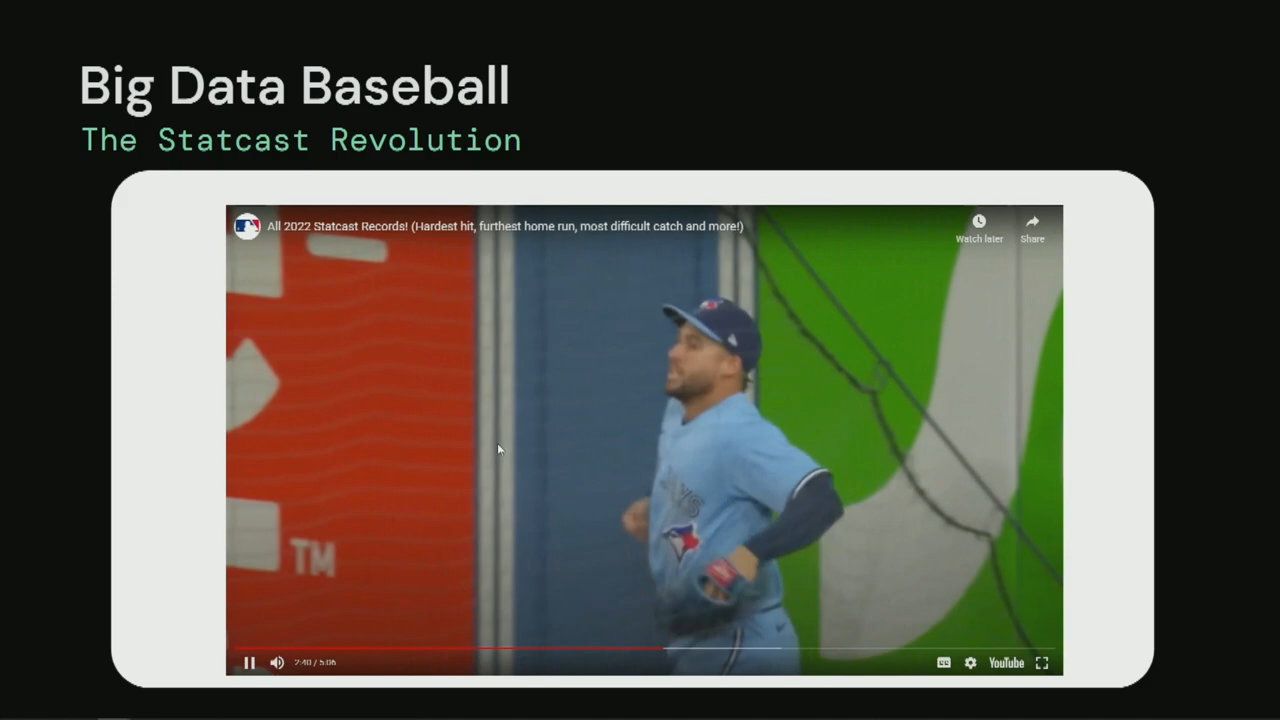 Big Data Baseball
The Statcast Revolution
All 2022 Statcast Records! (Hardest hit, furthest home run, most difficult catch and more!)
Watch later
Share
TM
2:40 / 5:06
CC
YouTube